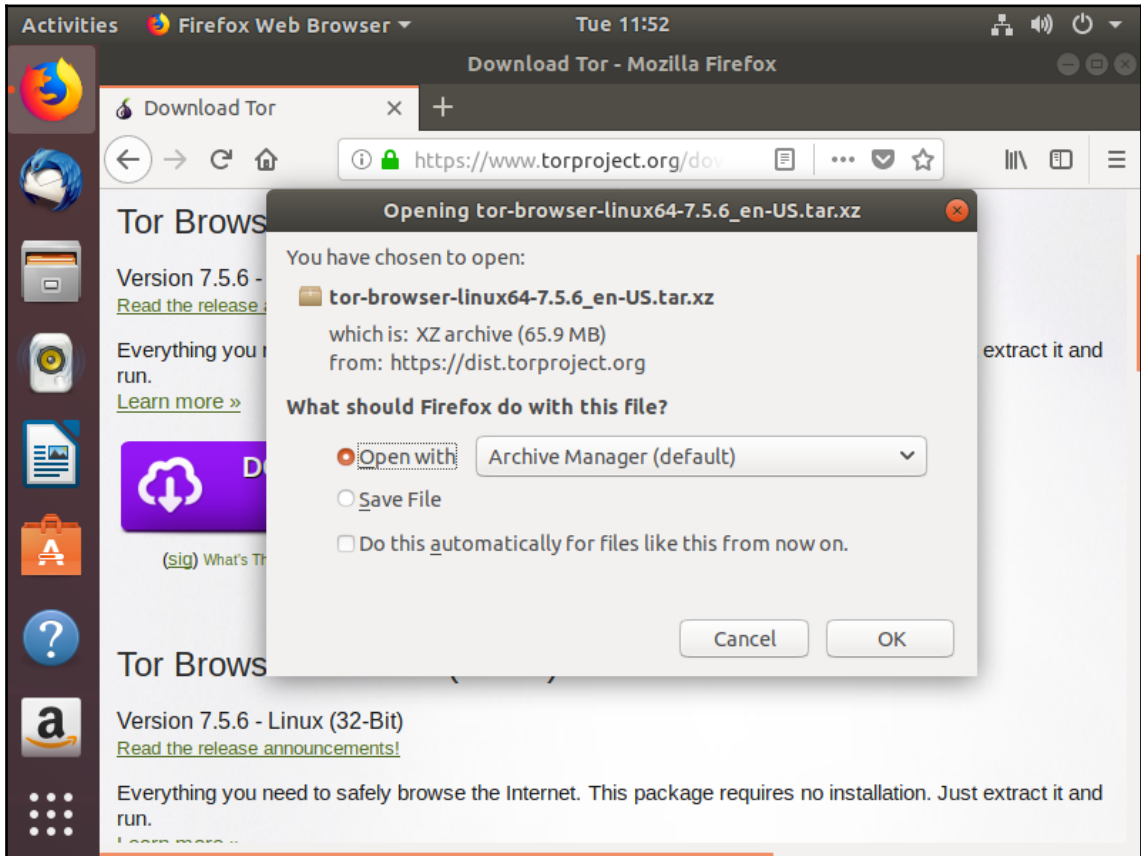 Activities Firefox Web Browser Tue 11:52
Download Tor - Mozilla Firefox
Download Tor
https://www.torproject.org/dov
Opening tor-browser-linux64-7.5.6_en-US.tar.xz
Tor Brows
You have chosen to open:
Version 7.5.6 -
tor-browser-linux64-7.5.6_en-US.tar.xz
Read the release
which is: XZ archive (65.9 MB)
Everything you extract it and
from: https://dist.torproject.org
run.
Learn more »
What should Firefox do with this file?
Open with Archive Manager (default)
Save File
Do this automatically for files like this from now on.
(sig) What's Th
Cancel OK
Tor Brows
Version 7.5.6 - Linux (32-Bit)
Read the release announcements!
Everything you need to safely browse the Internet. This package requires no installation. Just extract it and
run.